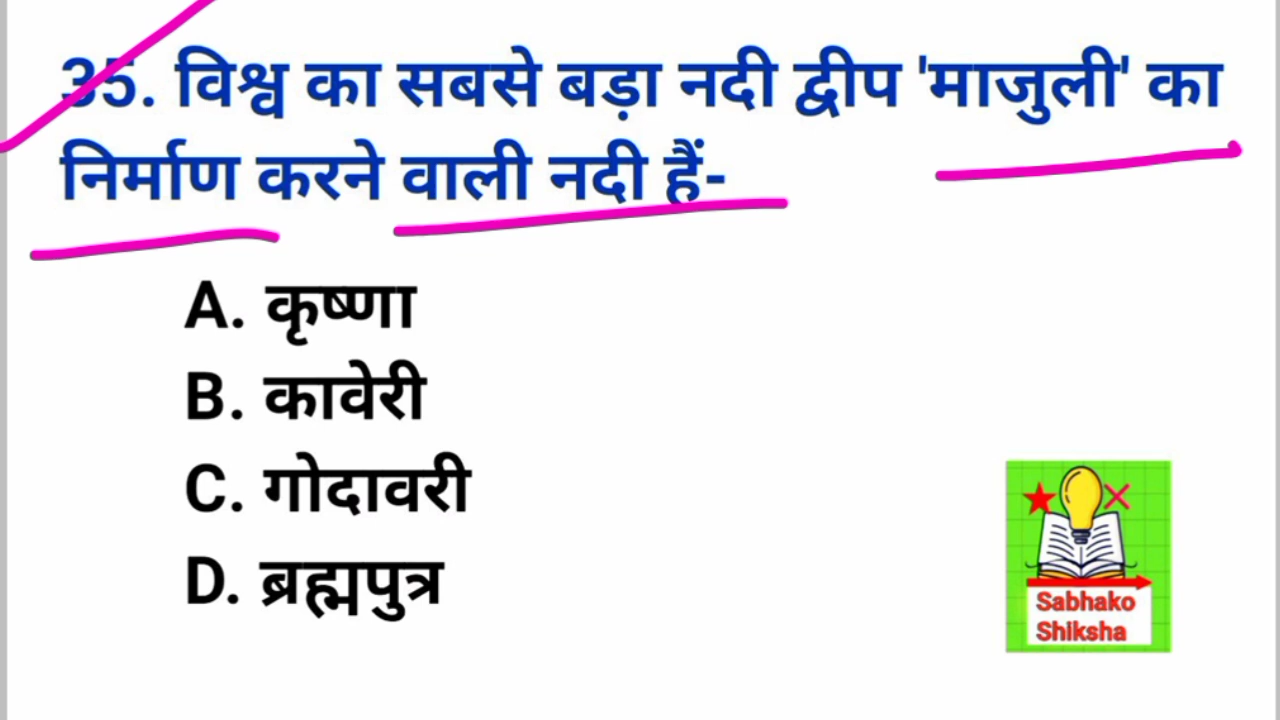 35. विश्व का सबसे बड़ा नदी द्वीप 'माजुली' का
निर्माण करने वाली नदी हैं-
A. कृष्णा
B. कावेरी
C. गोदावरी
D. ब्रह्मपुत्र
Sabhako
Shiksha